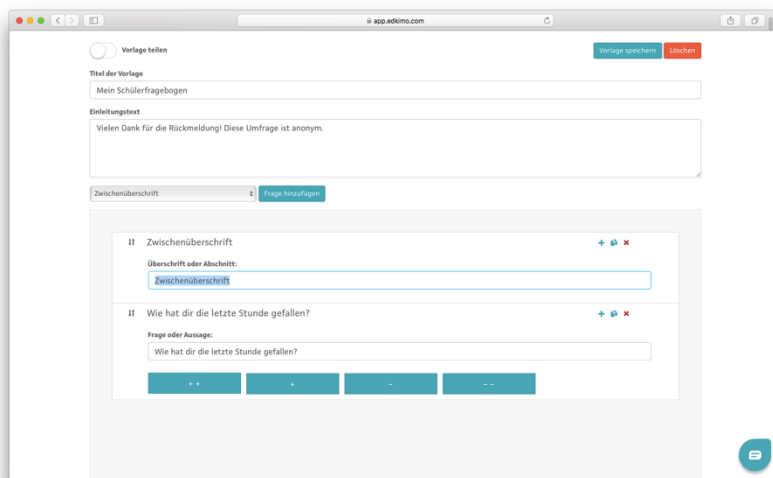 app.edkimo.com
Vorlage teilen
Vorlage speichern
Löschen
Titel der Vorlage
Mein Schülerfragebogen
Einleitungstext
Vielen Dank für die Rückmeldung! Diese Umfrage ist anonym.
Zwischenüberschrift
Frage hinzufügen
Zwischenüberschrift
Überschrift oder Abschnitt:
Zwischenüberschrift
Wie hat dir die letzte Stunde gefallen?
Frage oder Aussage:
Wie hat dir die letzte Stunde gefallen?
+ +
+
–
– –